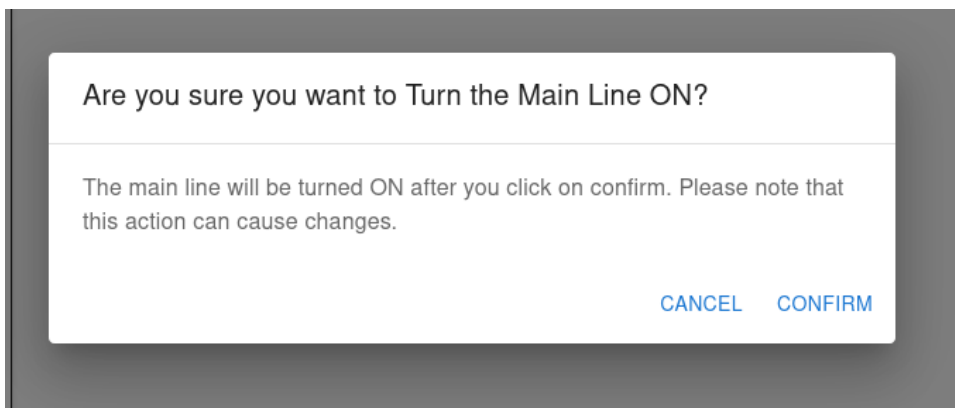 Are you sure you want to Turn the Main Line ON?
The main line will be turned ON after you click on confirm. Please note that
this action can cause changes.
CANCEL CONFIRM